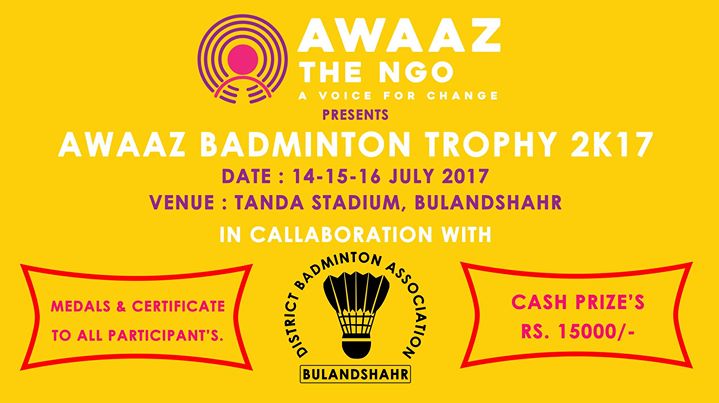 AWAAZ
THE NGO
A VOICE FOR CHANGE
PRESENTS
AWAAZ BADMINTON TROPHY 2K17
DATE : 14-15-16 JULY 2017
VENUE : TANDA STADIUM, BULANDSHAHR
IN CALLABORATION WITH
MEDALS & CERTIFICATE
TO ALL PARTICIPANT'S.
DISTRICT BADMINTON ASSOCIATION
BULANDSHAHR
CASH PRIZE'S
RS. 15000/-